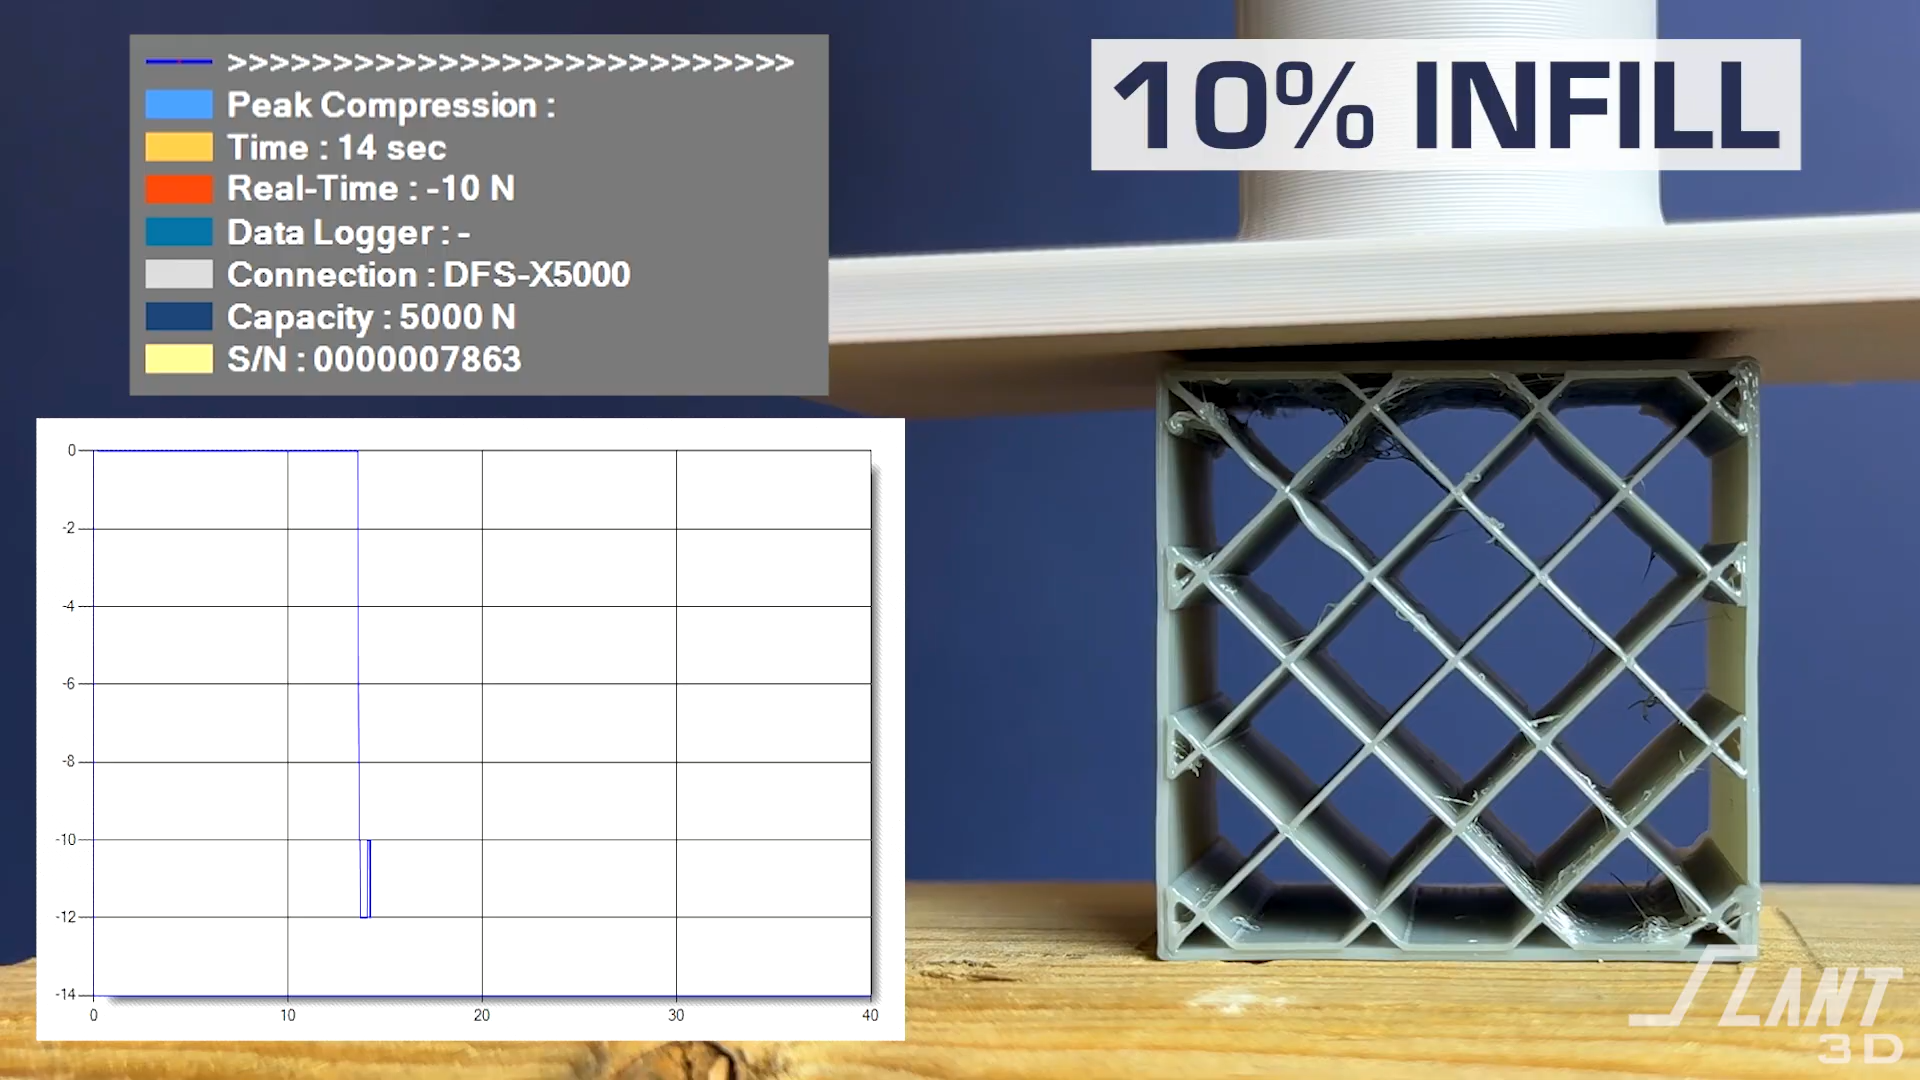 >>>>>>>>>>>>>>>>>>>>>>>>>>>
Peak Compression :
Time : 14 sec
Real-Time : -10 N
Data Logger : -
Connection : DFS-X5000
Capacity : 5000 N
S/N : 0000007863
10% INFILL
0
-2
-4
-6
-8
-10
-12
-14
0 10 20 30 40
SLANT
3D